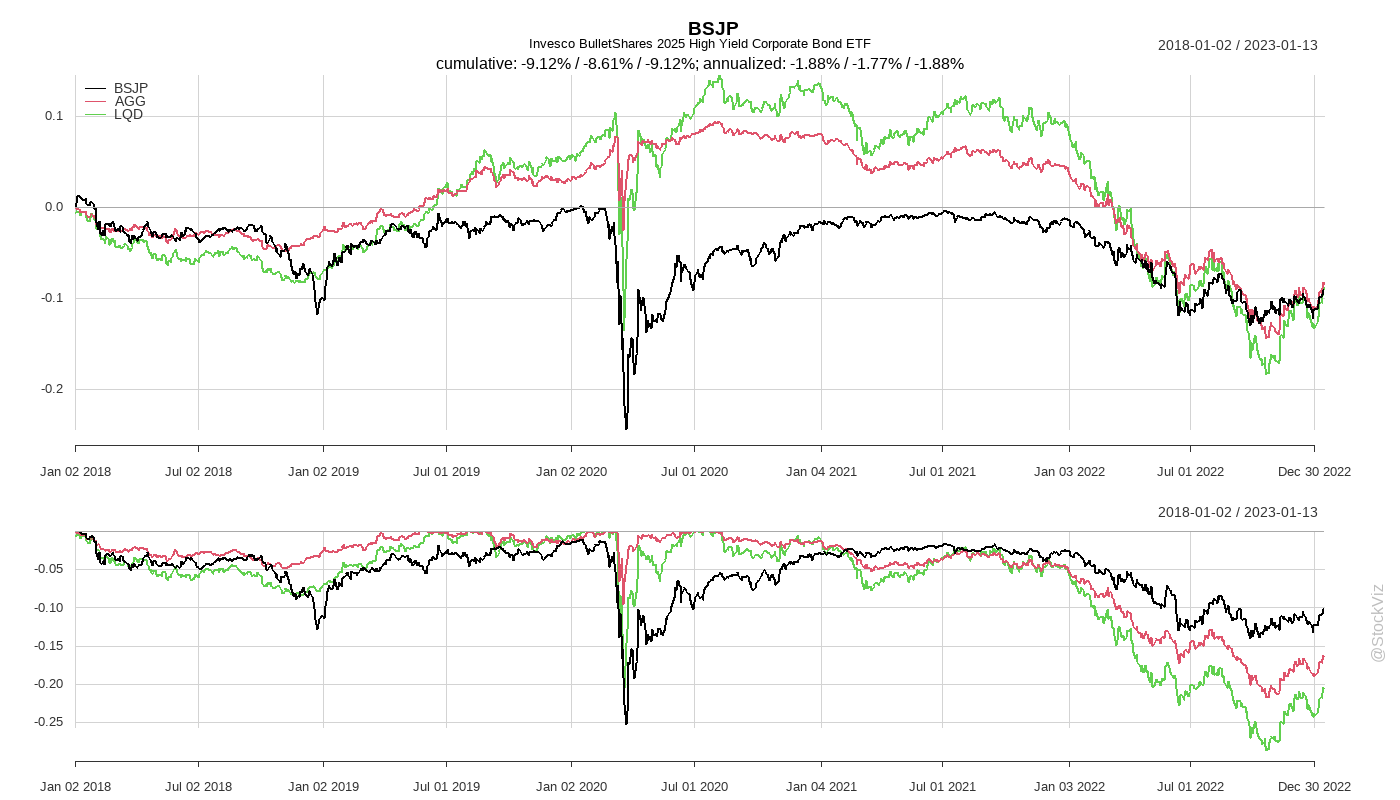 BSJP
Invesco BulletShares 2025 High Yield Corporate Bond ETF
2018-01-02 / 2023-01-13
cumulative: -9.12% / -8.61% / -9.12%; annualized: -1.88% / -1.77% / -1.88%
BSJP
AGG
LQD
0.1
0.0
-0.1
-0.2
Jan 02 2018 Jul 02 2018 Jan 02 2019 Jul 01 2019 Jan 02 2020 Jul 01 2020 Jan 04 2021 Jul 01 2021 Jan 03 2022 Jul 01 2022 Dec 30 2022
2018-01-02 / 2023-01-13
-0.05
-0.10
-0.15
-0.20
-0.25
Jan 02 2018 Jul 02 2018 Jan 02 2019 Jul 01 2019 Jan 02 2020 Jul 01 2020 Jan 04 2021 Jul 01 2021 Jan 03 2022 Jul 01 2022 Dec 30 2022
@StockViz